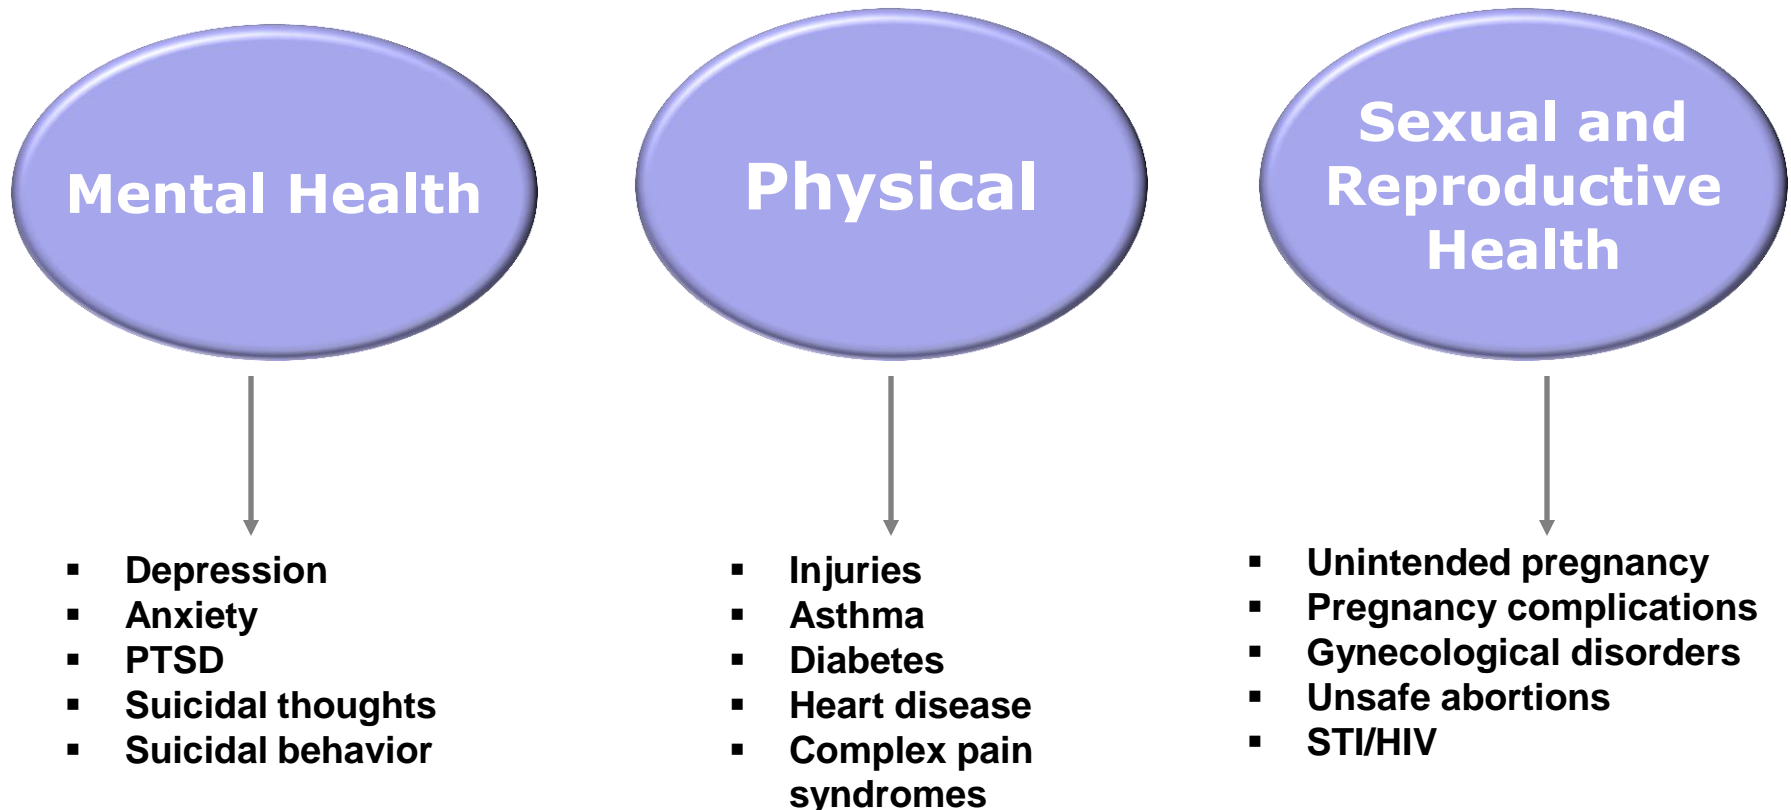 Mental Health
Physical
Sexual and
Reproductive
Health
▪ Depression
▪ Anxiety
▪ PTSD
▪ Suicidal thoughts
▪ Suicidal behavior
▪ Injuries
▪ Asthma
▪ Diabetes
▪ Heart disease
▪ Complex pain
syndromes
▪ Unintended pregnancy
▪ Pregnancy complications
▪ Gynecological disorders
▪ Unsafe abortions
▪ STI/HIV